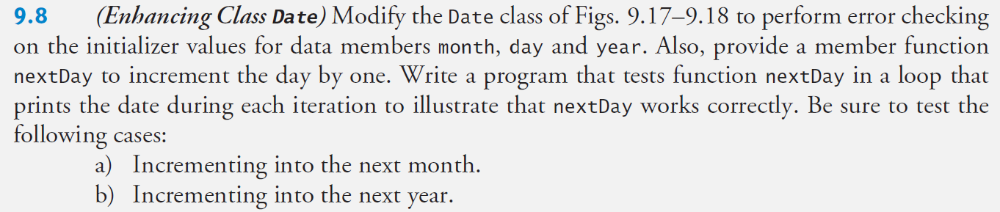 9.8 (Enhancing Class Date) Modify the Date class of Figs. 9.17–9.18 to perform error checking
on the initializer values for data members month, day and year. Also, provide a member function
nextDay to increment the day by one. Write a program that tests function nextDay in a loop that
prints the date during each iteration to illustrate that nextDay works correctly. Be sure to test the
following cases:
a) Incrementing into the next month.
b) Incrementing into the next year.